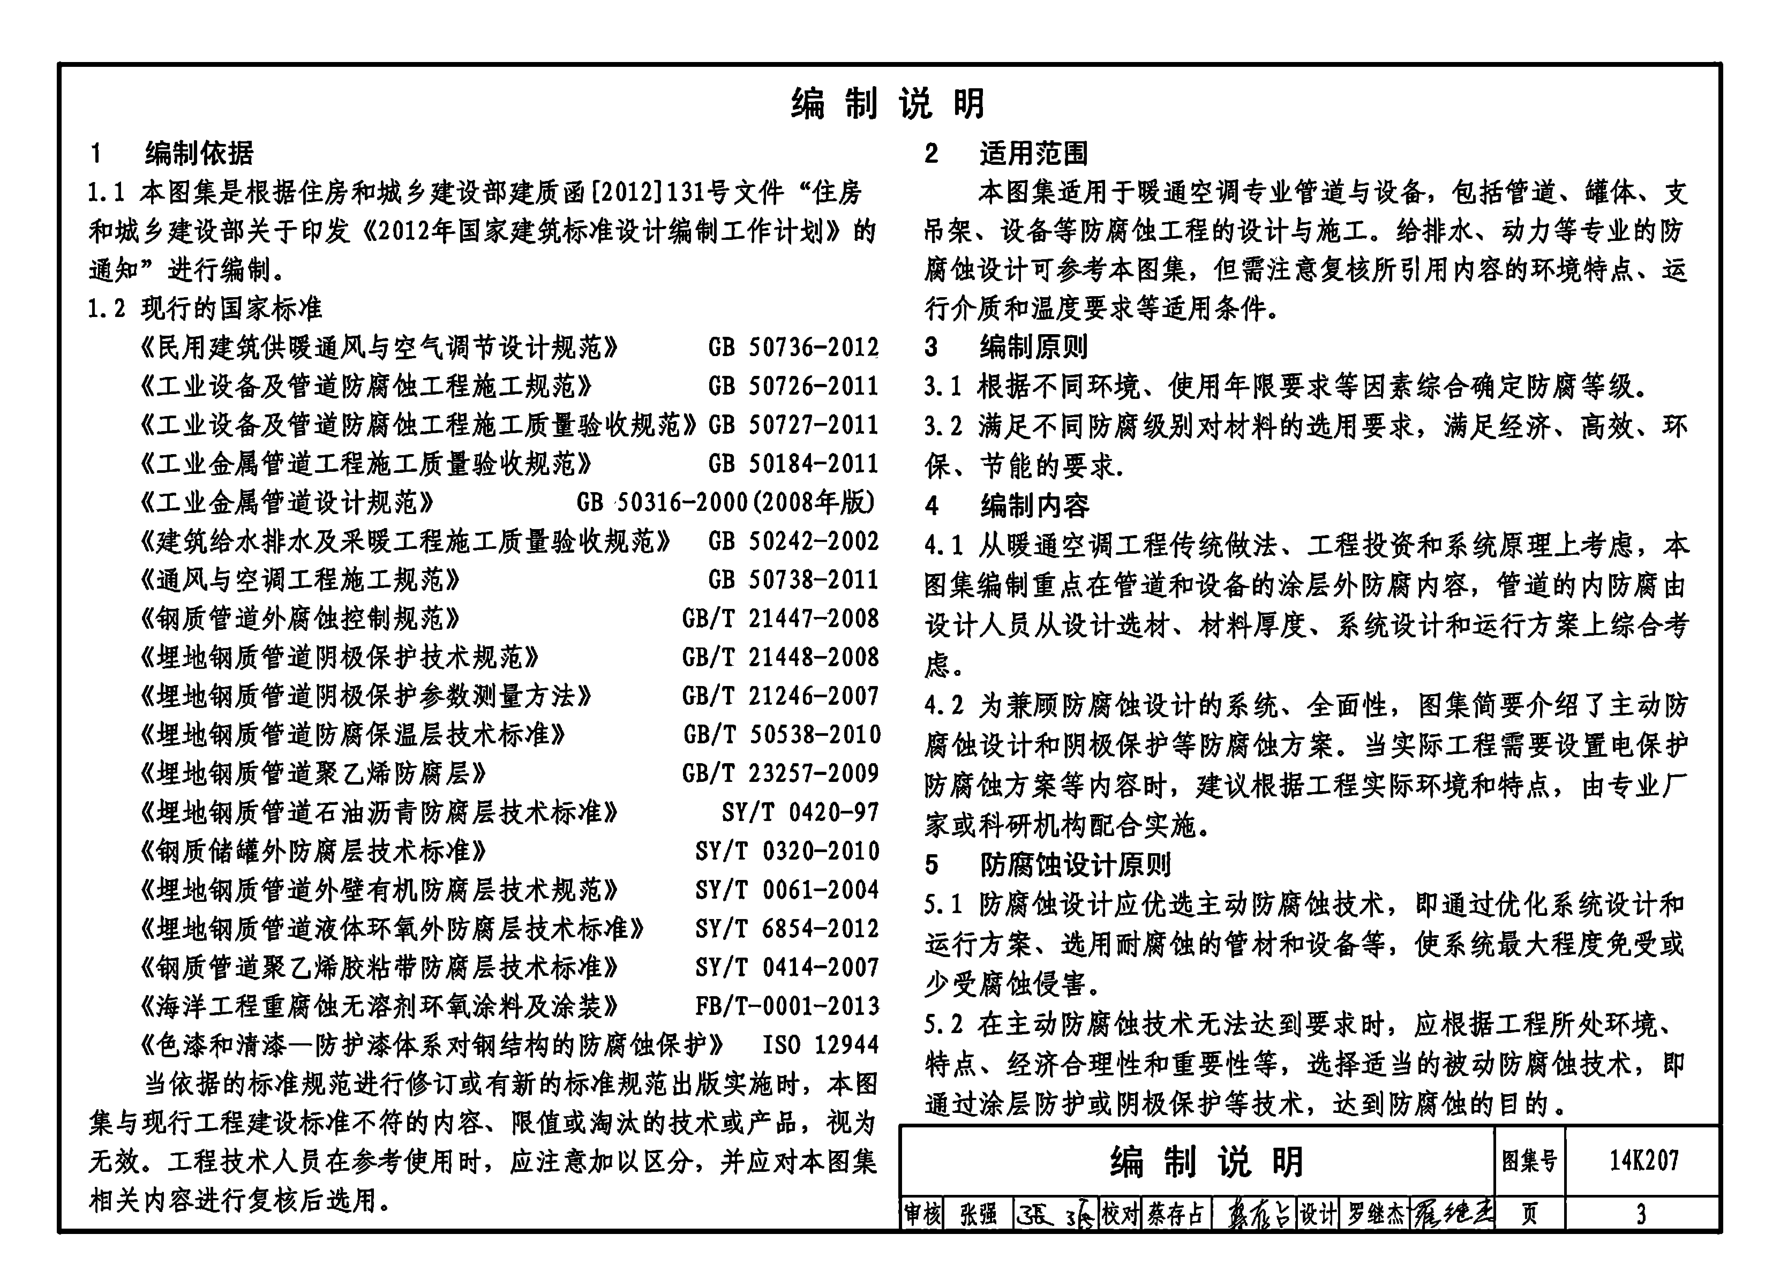 编制说明
1 编制依据
1.1 本图集是根据住房和城乡建设部建质函[2012]131号文件“住房
和城乡建设部关于印发《2012年国家建筑标准设计编制工作计划》的
通知”进行编制。
1.2 现行的国家标准
《民用建筑供暖通风与空气调节设计规范》 GB 50736-2012
《工业设备及管道防腐蚀工程施工规范》 GB 50726-2011
《工业设备及管道防腐蚀工程施工质量验收规范》GB 50727-2011
《工业金属管道工程施工质量验收规范》 GB 50184-2011
《工业金属管道设计规范》 GB 50316-2000(2008年版)
《建筑给水排水及采暖工程施工质量验收规范》 GB 50242-2002
《通风与空调工程施工规范》 GB 50738-2011
《钢质管道外腐蚀控制规范》 GB/T 21447-2008
《埋地钢质管道阴极保护技术规范》 GB/T 21448-2008
《埋地钢质管道阴极保护参数测量方法》 GB/T 21246-2007
《埋地钢质管道防腐保温层技术标准》 GB/T 50538-2010
《埋地钢质管道聚乙烯防腐层》 GB/T 23257-2009
《埋地钢质管道石油沥青防腐层技术标准》 SY/T 0420-97
《钢质储罐外防腐层技术标准》 SY/T 0320-2010
《埋地钢质管道外壁有机防腐层技术规范》 SY/T 0061-2004
《埋地钢质管道液体环氧外防腐层技术标准》 SY/T 6854-2012
《钢质管道聚乙烯胶粘带防腐层技术标准》 SY/T 0414-2007
《海洋工程重腐蚀无溶剂环氧涂料及涂装》 FB/T-0001-2013
《色漆和清漆—防护漆体系对钢结构的防腐蚀保护》 ISO 12944
当依据的标准规范进行修订或有新的标准规范出版实施时，本图
集与现行工程建设标准不符的内容、限值或淘汰的技术或产品，视为
无效。工程技术人员在参考使用时，应注意加以区分，并应对本图集
相关内容进行复核后选用。
2 适用范围
本图集适用于暖通空调专业管道与设备，包括管道、罐体、支
吊架、设备等防腐蚀工程的设计与施工。给排水、动力等专业的防
腐蚀设计可参考本图集，但需注意复核所引用内容的环境特点、运
行介质和温度要求等适用条件。
3 编制原则
3.1 根据不同环境、使用年限要求等因素综合确定防腐等级。
3.2 满足不同防腐级别对材料的选用要求，满足经济、高效、环
保、节能的要求.
4 编制内容
4.1 从暖通空调工程传统做法、工程投资和系统原理上考虑，本
图集编制重点在管道和设备的涂层外防腐内容，管道的内防腐由
设计人员从设计选材、材料厚度、系统设计和运行方案上综合考
虑。
4.2 为兼顾防腐蚀设计的系统、全面性，图集简要介绍了主动防
腐蚀设计和阴极保护等防腐蚀方案。当实际工程需要设置电保护
防腐蚀方案等内容时，建议根据工程实际环境和特点，由专业厂
家或科研机构配合实施。
5 防腐蚀设计原则
5.1 防腐蚀设计应优选主动防腐蚀技术，即通过优化系统设计和
运行方案、选用耐腐蚀的管材和设备等，使系统最大程度免受或
少受腐蚀侵害。
5.2 在主动防腐蚀技术无法达到要求时，应根据工程所处环境、
特点、经济合理性和重要性等，选择适当的被动防腐蚀技术，即
通过涂层防护或阴极保护等技术，达到防腐蚀的目的。
编制说明 图集号 14K207
审核 张强 张强 校对 蔡存占 蔡存占 设计 罗继杰 罗继杰 页 3